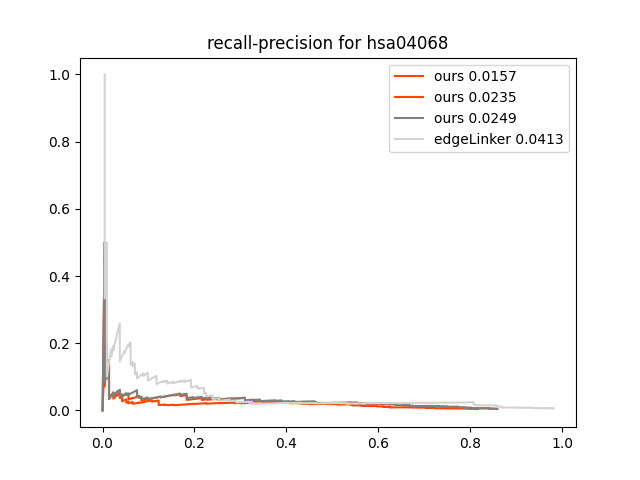 recall-precision for hsa04068
ours 0.0157
ours 0.0235
ours 0.0249
edgeLinker 0.0413
1.0
0.8
0.6
0.4
0.2
0.0
0.0 0.2 0.4 0.6 0.8 1.0